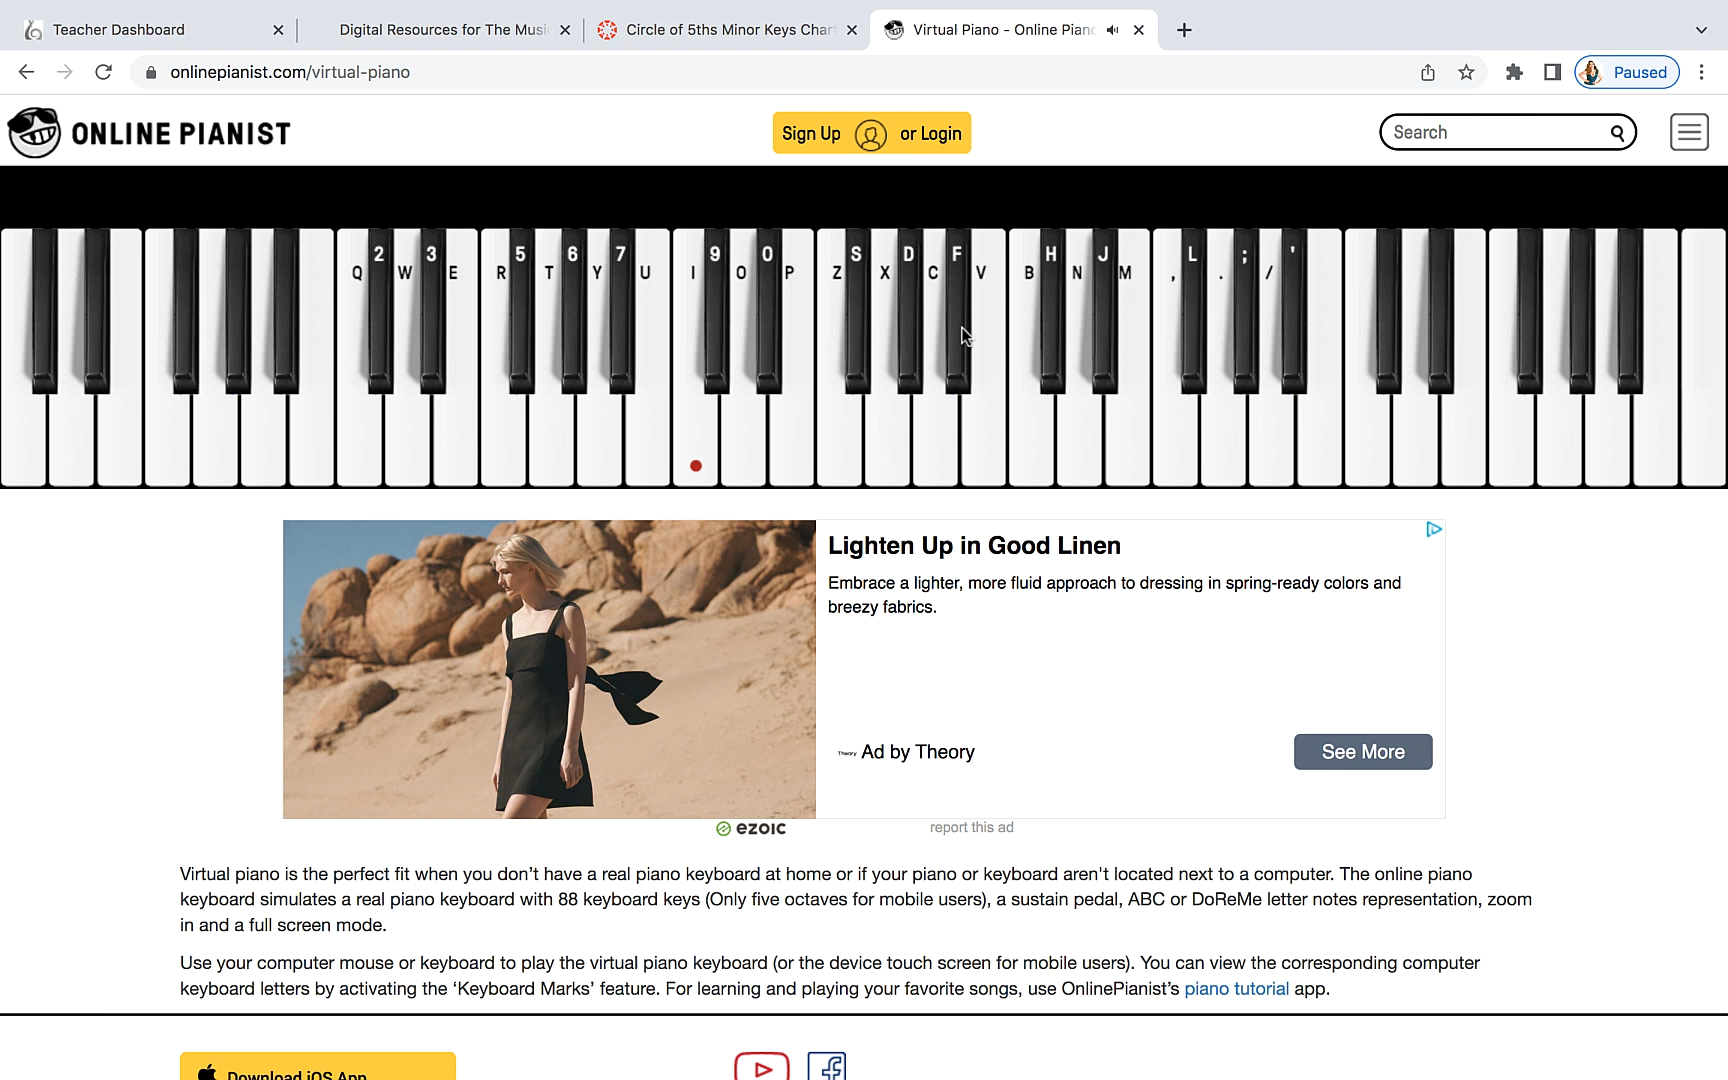 Teacher Dashboard
Digital Resources for The Musi
Circle of 5ths Minor Keys Chart
Virtual Piano - Online Piano
onlinepianist.com/virtual-piano
Paused
ONLINE PIANIST
Sign Up or Login
Search
2 3 5 6 7 9 0 S D F H J L ; '
Q W E R T Y U I O P Z X C V B N M , . /
Lighten Up in Good Linen
Embrace a lighter, more fluid approach to dressing in spring-ready colors and
breezy fabrics.
Theory Ad by Theory
See More
ezoic
report this ad
Virtual piano is the perfect fit when you don’t have a real piano keyboard at home or if your piano or keyboard aren't located next to a computer. The online piano
keyboard simulates a real piano keyboard with 88 keyboard keys (Only five octaves for mobile users), a sustain pedal, ABC or DoReMe letter notes representation, zoom
in and a full screen mode.
Use your computer mouse or keyboard to play the virtual piano keyboard (or the device touch screen for mobile users). You can view the corresponding computer
keyboard letters by activating the ‘Keyboard Marks’ feature. For learning and playing your favorite songs, use OnlinePianist’s piano tutorial app.
Download iOS App